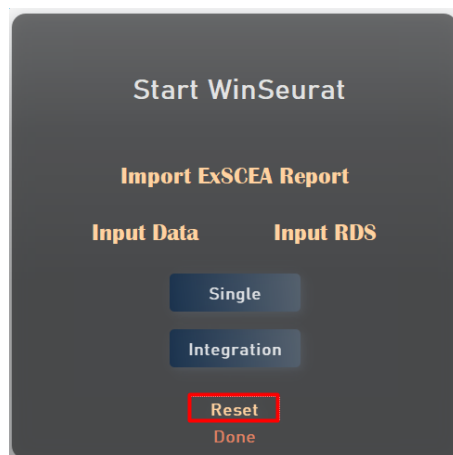 Start WinSeurat
Import ExSCEA Report
Input Data Input RDS
Single
Integration
Reset
Done